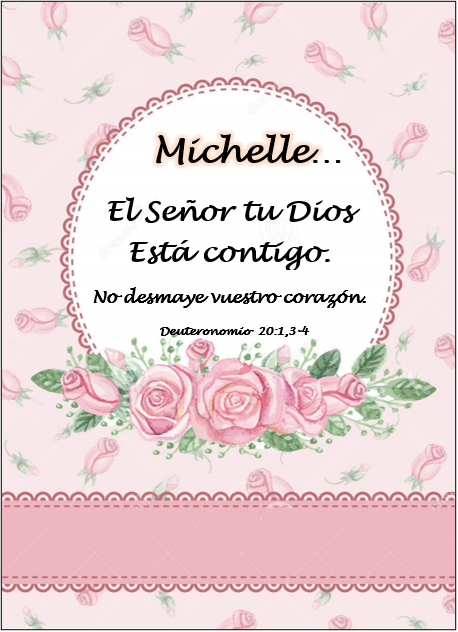 Michelle...
El Señor tu Dios
Está contigo.
No desmaye vuestro corazón.
Deuteronomio 20:1,3-4